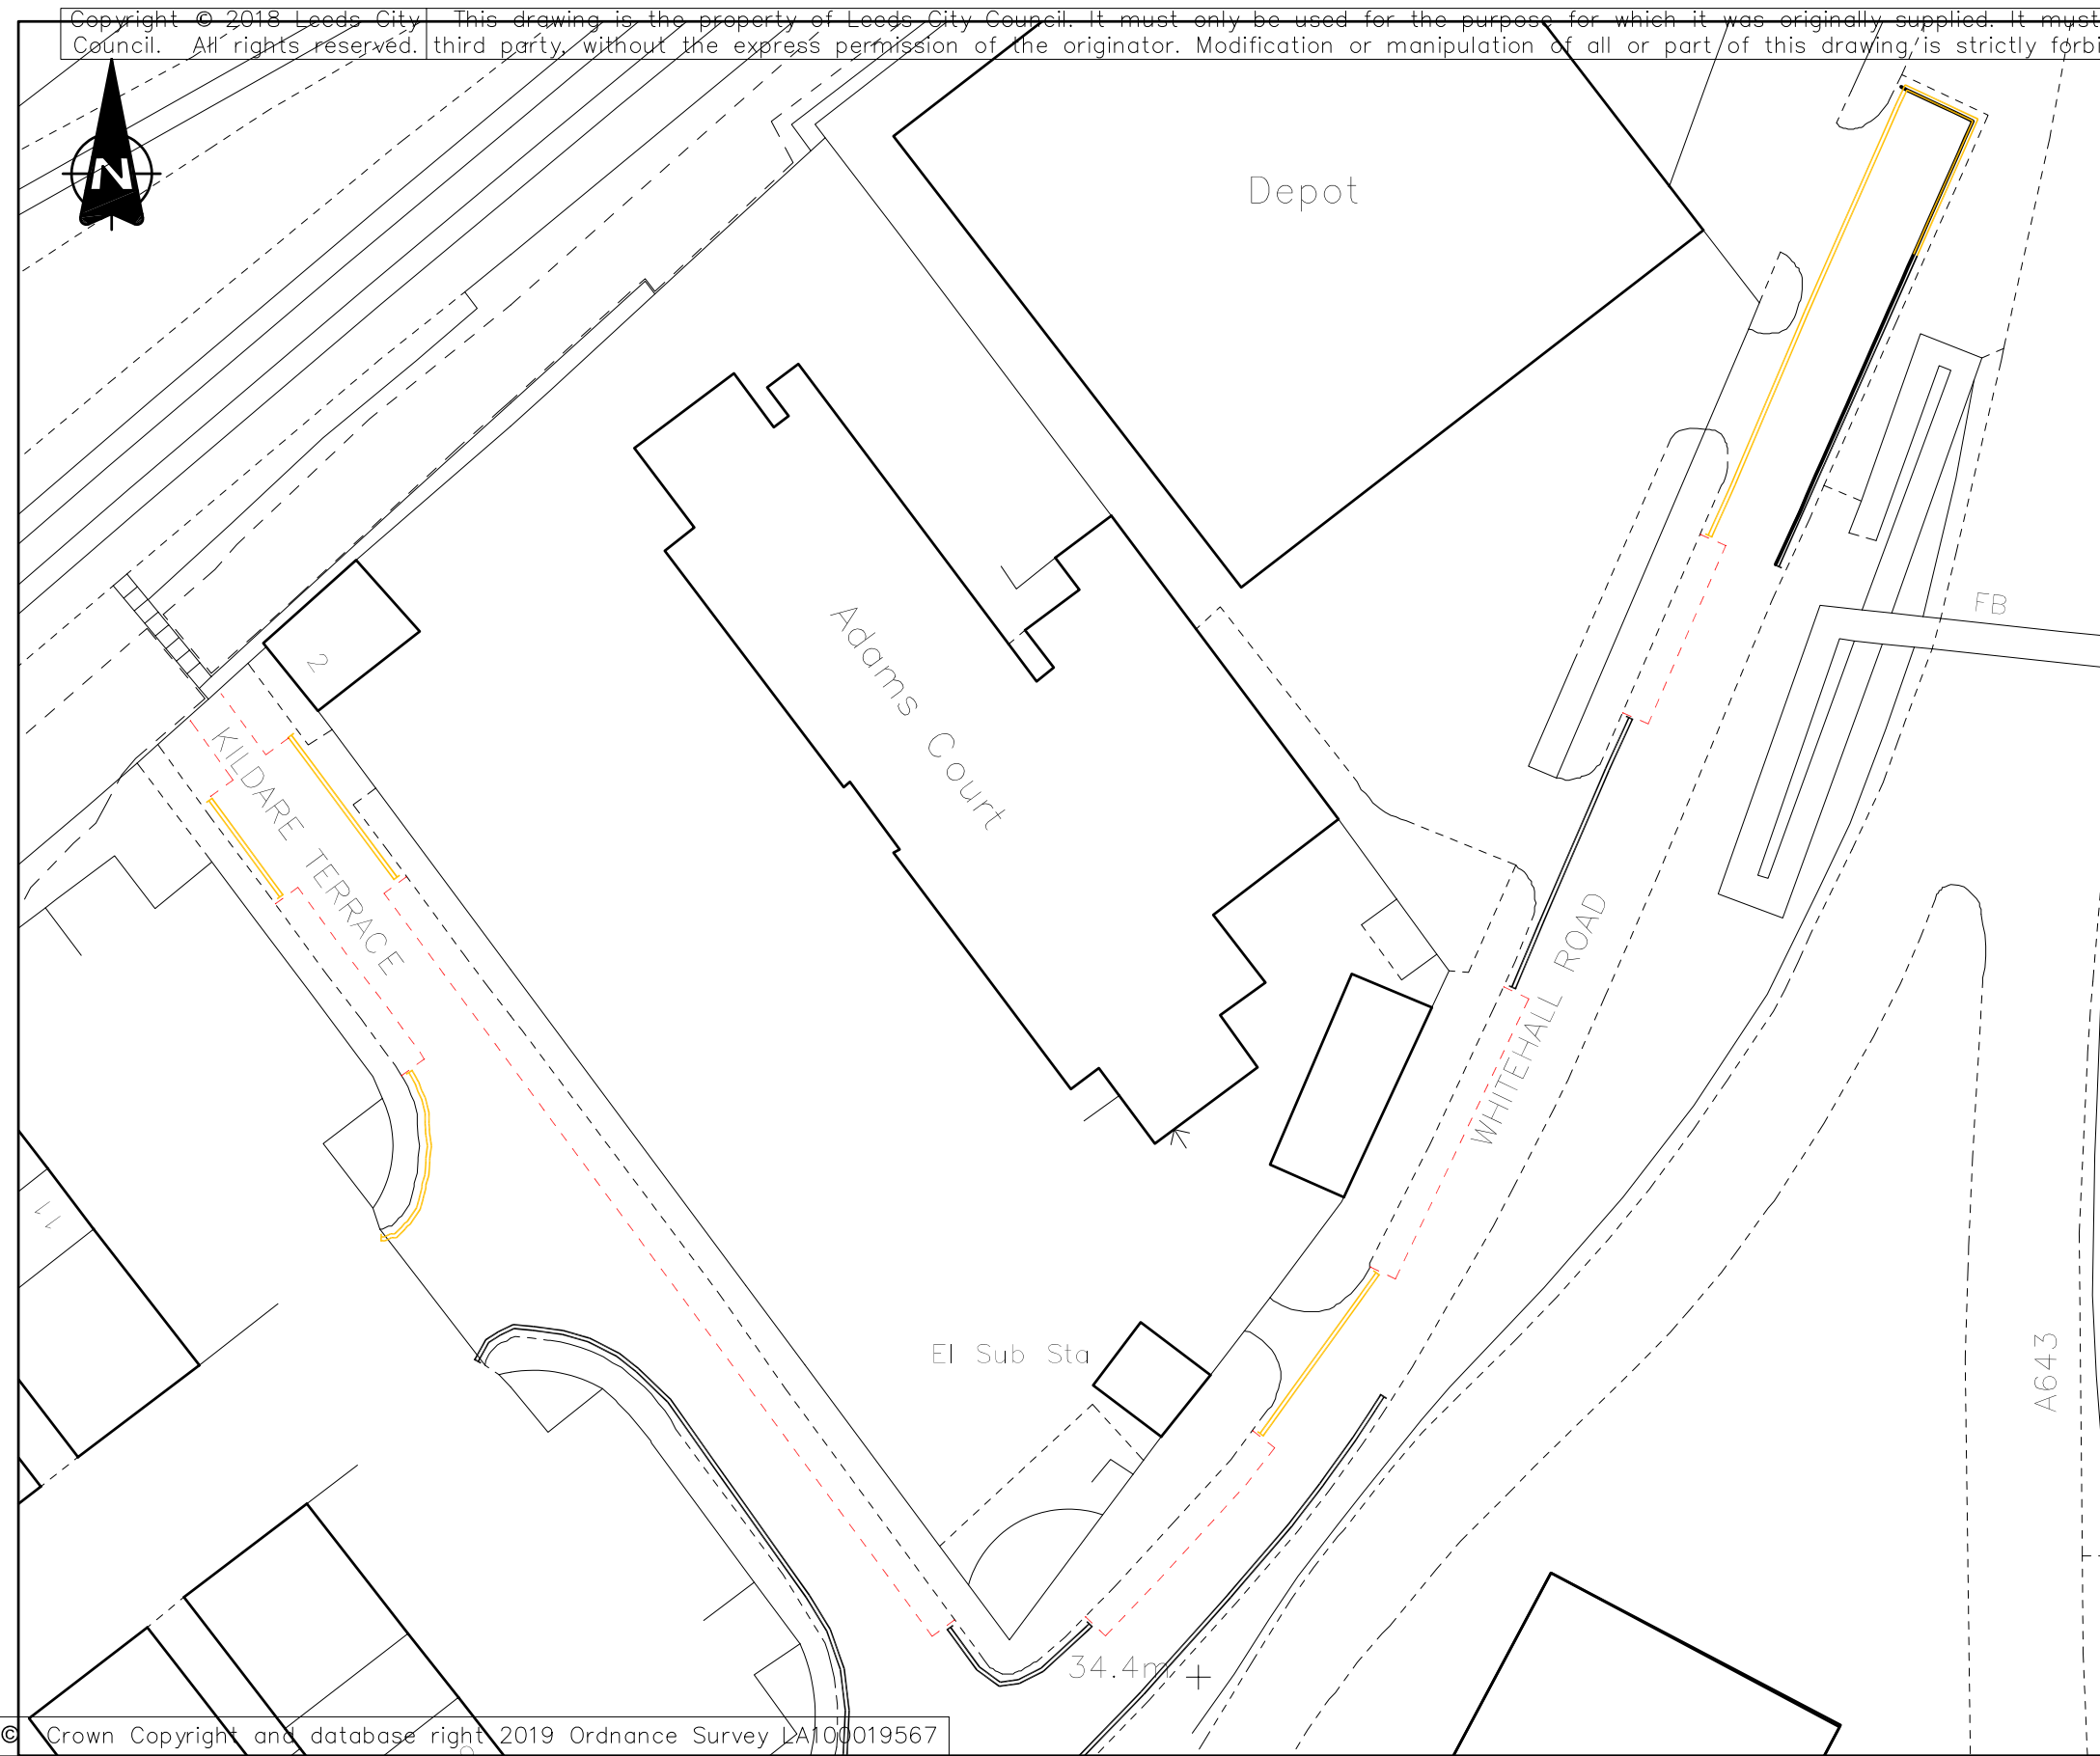 Copyright © 2018 Leeds City
Council. All rights reserved.
This drawing is the property of Leeds City Council. It must only be used for the purpose for which it was originally supplied. It must
third party, without the express permission of the originator. Modification or manipulation of all or part of this drawing is strictly forbi
N
Depot
FB
2
Adams
Court
KILDARE TERRACE
WHITEHALL ROAD
11
El Sub Sta
A643
34.4m
© Crown Copyright and database right 2019 Ordnance Survey LA100019567